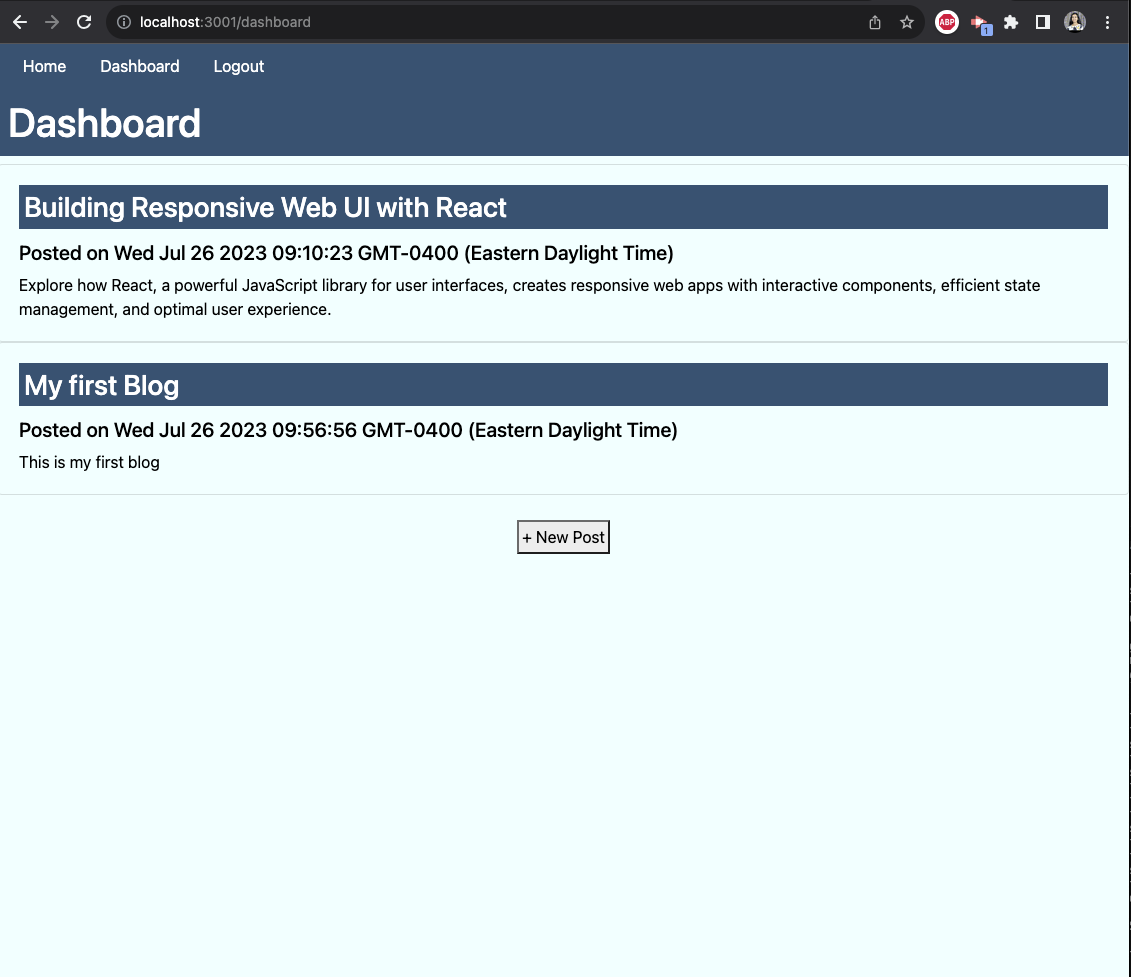 localhost:3001/dashboard
ABP
1
Home Dashboard Logout
Dashboard
Building Responsive Web UI with React
Posted on Wed Jul 26 2023 09:10:23 GMT-0400 (Eastern Daylight Time)
Explore how React, a powerful JavaScript library for user interfaces, creates responsive web apps with interactive components, efficient state
management, and optimal user experience.
My first Blog
Posted on Wed Jul 26 2023 09:56:56 GMT-0400 (Eastern Daylight Time)
This is my first blog
+ New Post